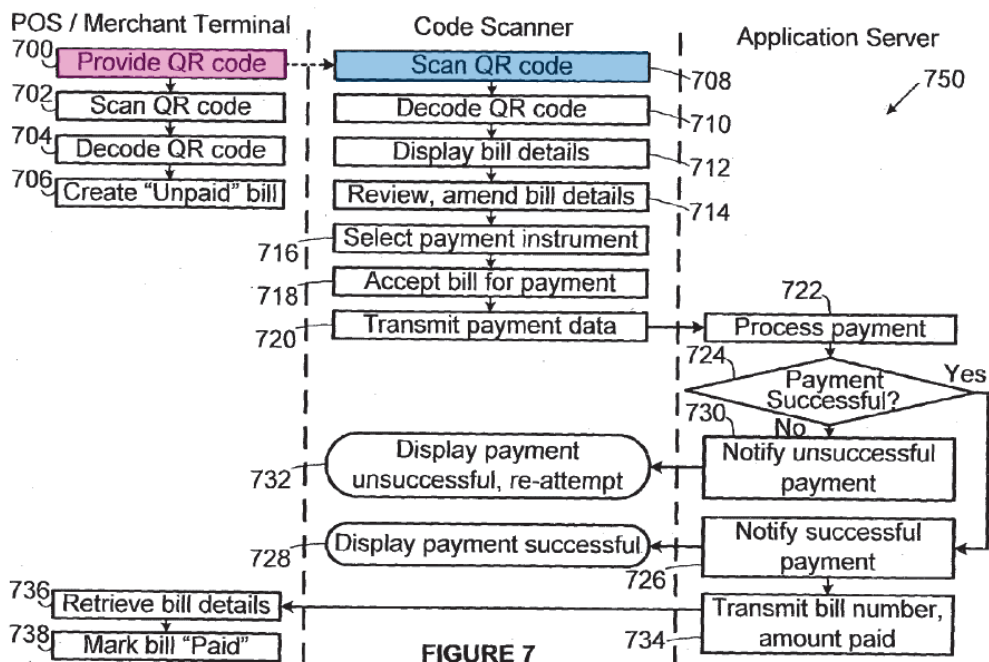 POS / Merchant Terminal
Code Scanner
Application Server
700
Provide QR code
Scan QR code
708
750
702
Scan QR code
Decode QR code
710
704
Decode QR code
Display bill details
712
706
Create “Unpaid” bill
Review, amend bill details
714
716
Select payment instrument
718
Accept bill for payment
722
720
Transmit payment data
Process payment
724
Payment
Successful?
Yes
730
No
732
Display payment
unsuccessful, re-attempt
Notify unsuccessful
payment
728
Display payment successful
Notify successful
payment
726
736
Retrieve bill details
738
Mark bill “Paid”
Transmit bill number,
amount paid
734
FIGURE 7